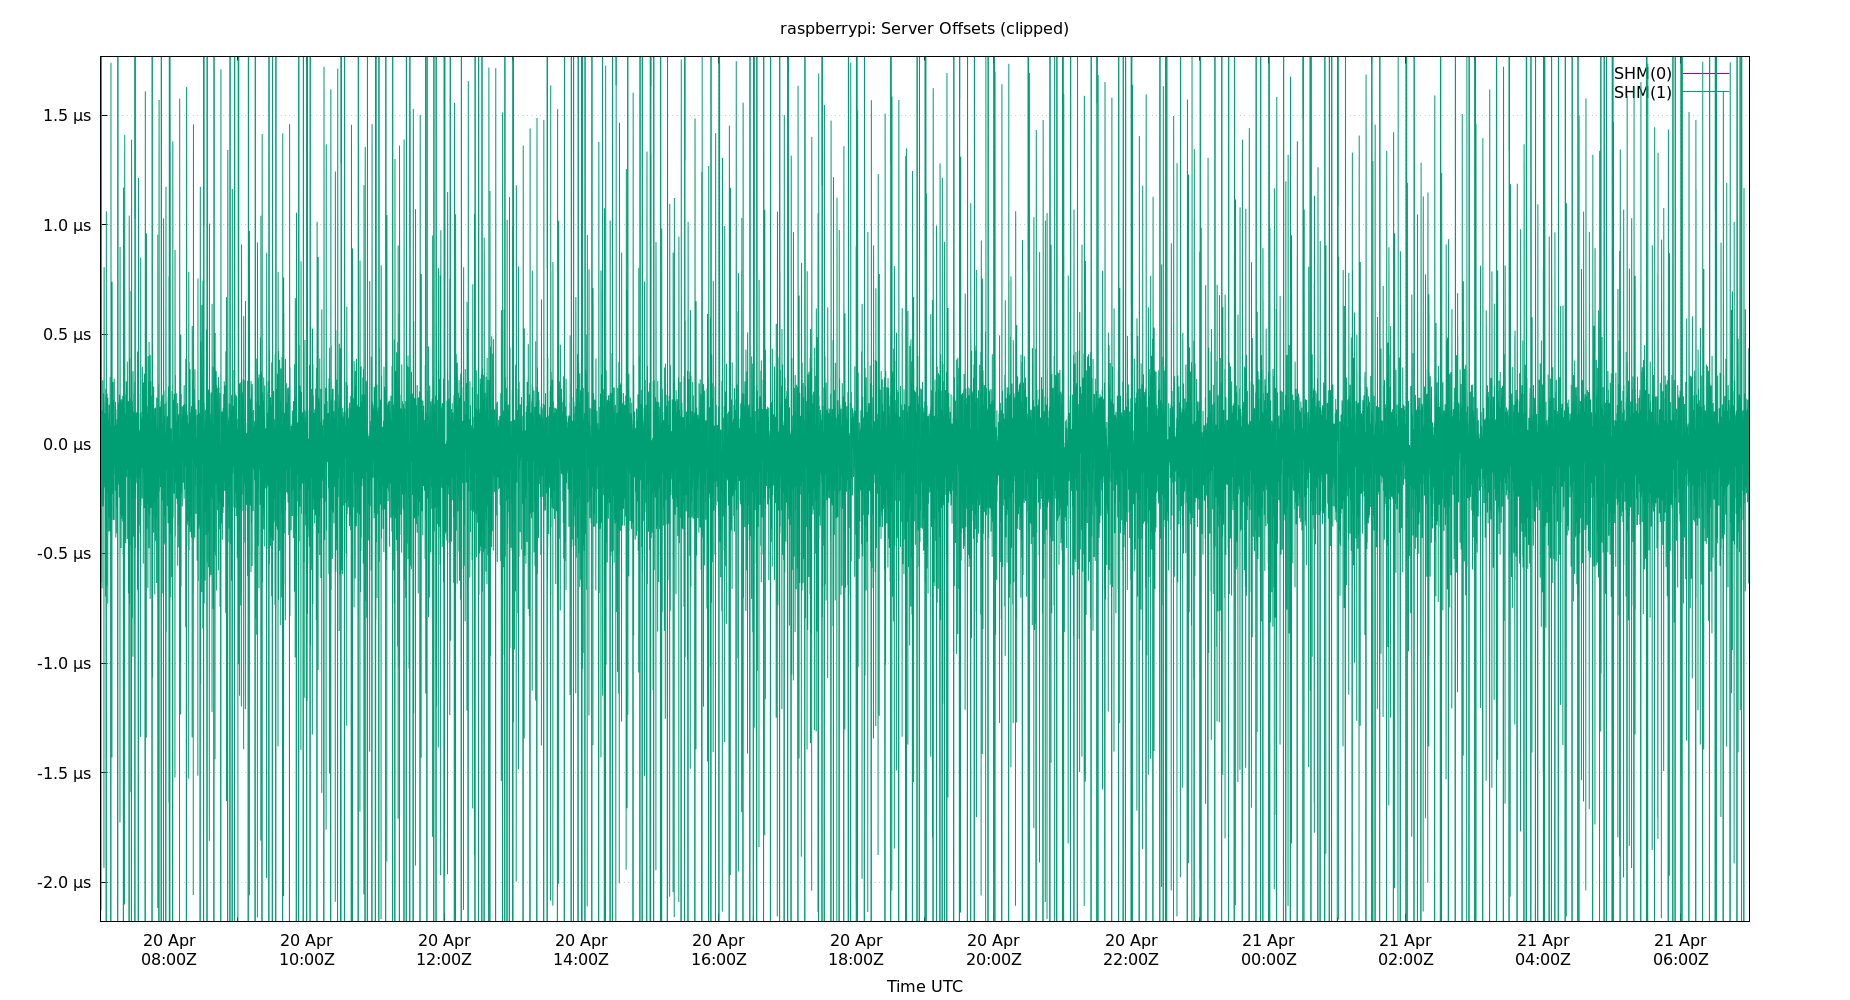 raspberrypi: Server Offsets (clipped)
SHM(0)
SHM(1)
1.5 µs
1.0 µs
0.5 µs
0.0 µs
-0.5 µs
-1.0 µs
-1.5 µs
-2.0 µs
20 Apr 20 Apr 20 Apr 20 Apr 20 Apr 20 Apr 20 Apr 20 Apr 21 Apr 21 Apr 21 Apr 21 Apr
08:00Z 10:00Z 12:00Z 14:00Z 16:00Z 18:00Z 20:00Z 22:00Z 00:00Z 02:00Z 04:00Z 06:00Z
Time UTC